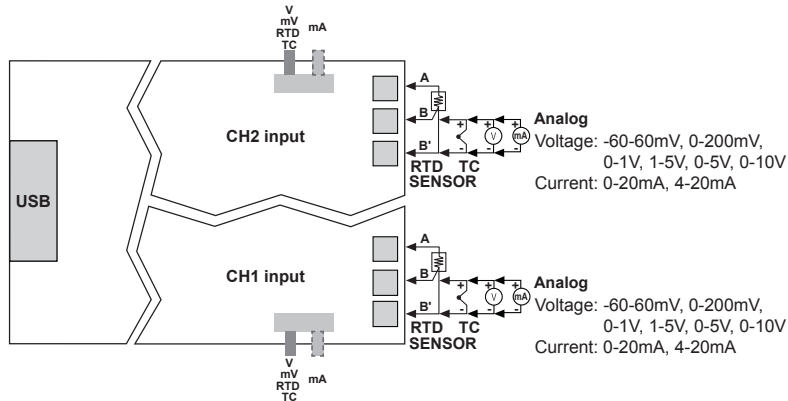 V
mV
RTD
TC
mA
USB
CH2 input
A
B
B'
+ + + +
- - - -
V
mA
RTD TC
SENSOR
Analog
Voltage: -60-60mV, 0-200mV,
0-1V, 1-5V, 0-5V, 0-10V
Current: 0-20mA, 4-20mA
CH1 input
A
B
B'
+ + + +
- - - -
V
mA
RTD TC
SENSOR
Analog
Voltage: -60-60mV, 0-200mV,
0-1V, 1-5V, 0-5V, 0-10V
Current: 0-20mA, 4-20mA
V
mV
RTD
TC
mA